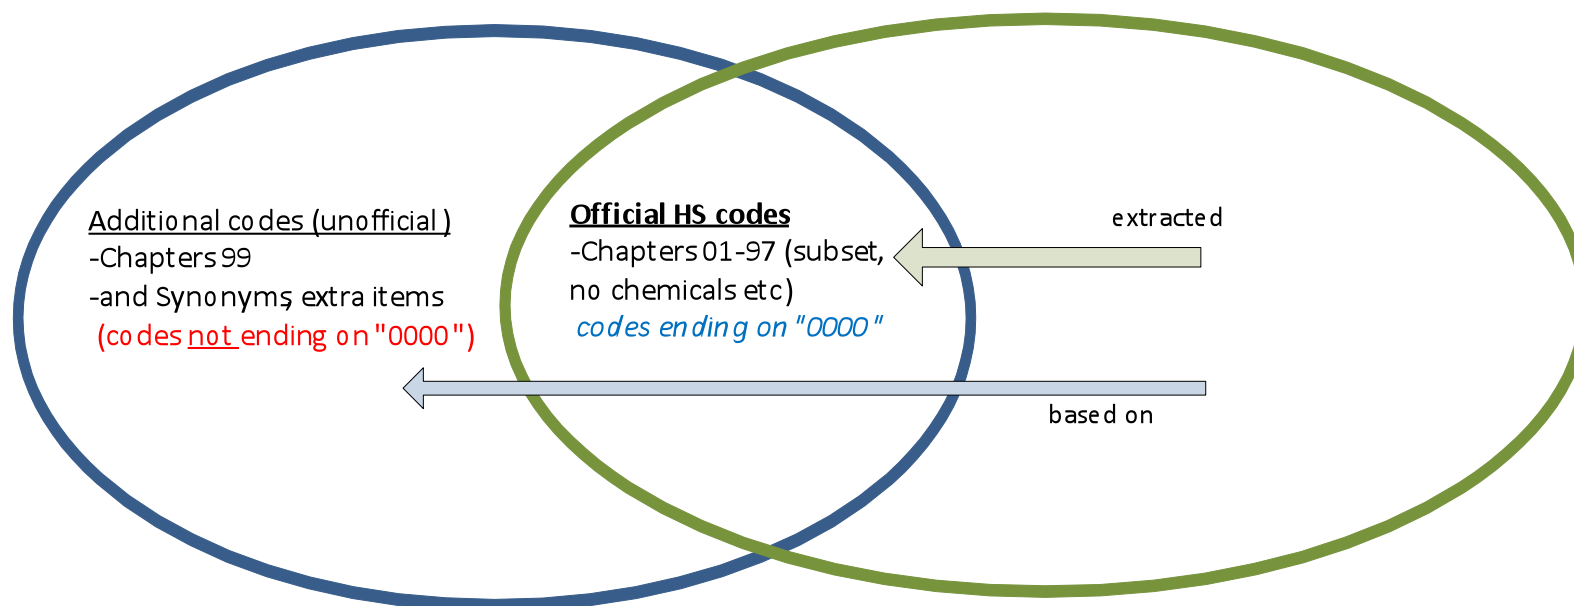 Additional codes (unofficial)
-Chapters 99
-and Synonyms, extra items
(codes not ending on "0000")
Official HS codes
-Chapters 01-97 (subset,
no chemicals etc)
codes ending on "0000"
extracted
based on